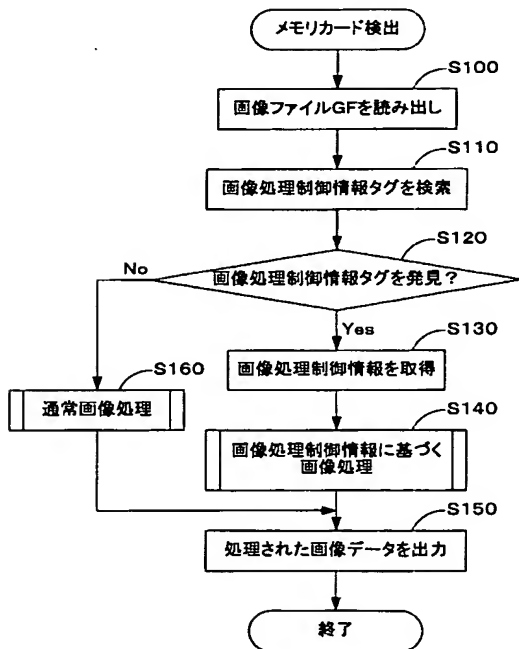 メモリカード検出
S100
画像ファイルGFを読み出し
S110
画像処理制御情報タグを検索
S120
画像処理制御情報タグを発見？
No
Yes
S130
画像処理制御情報を取得
S160
通常画像処理
S140
画像処理制御情報に基づく
画像処理
S150
処理された画像データを出力
終了